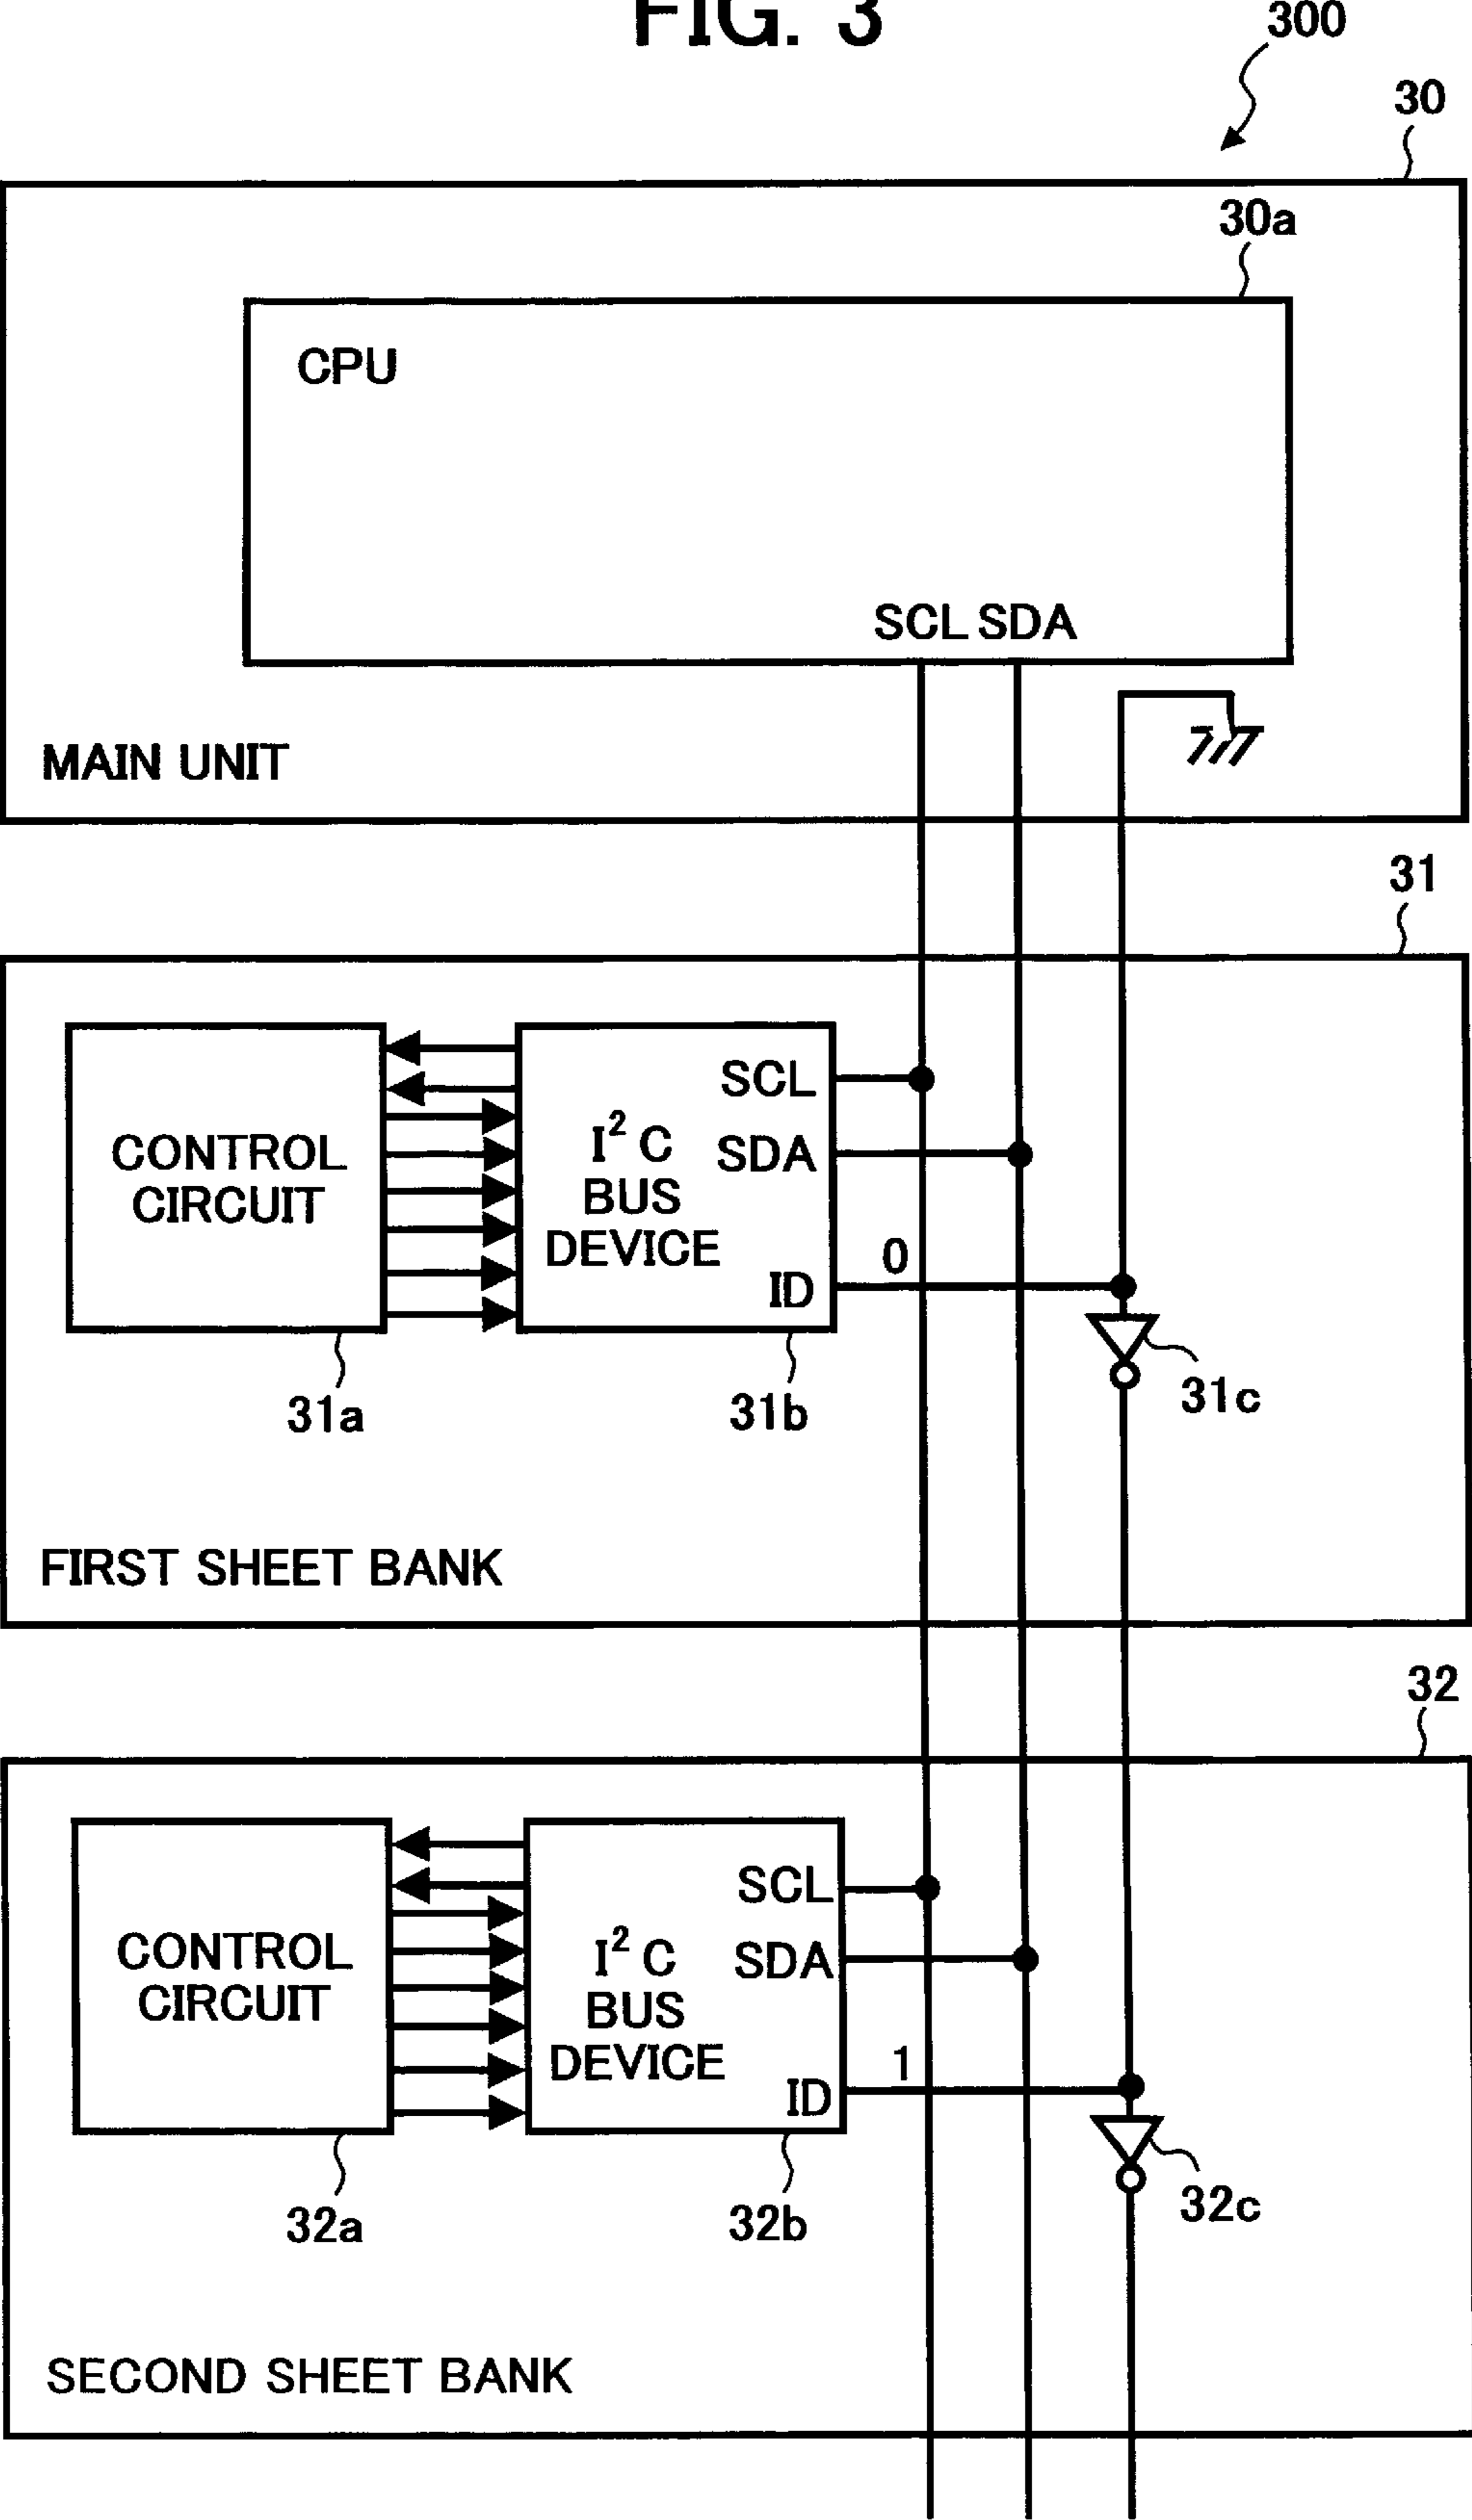 FIG. 3
300
30
30a
CPU
SCL SDA
MAIN UNIT
31
CONTROL
CIRCUIT
I² C
BUS
DEVICE
SCL
SDA
ID
0
31a
31b
31c
FIRST SHEET BANK
32
CONTROL
CIRCUIT
I² C
BUS
DEVICE
SCL
SDA
ID
1
32a
32b
32c
SECOND SHEET BANK